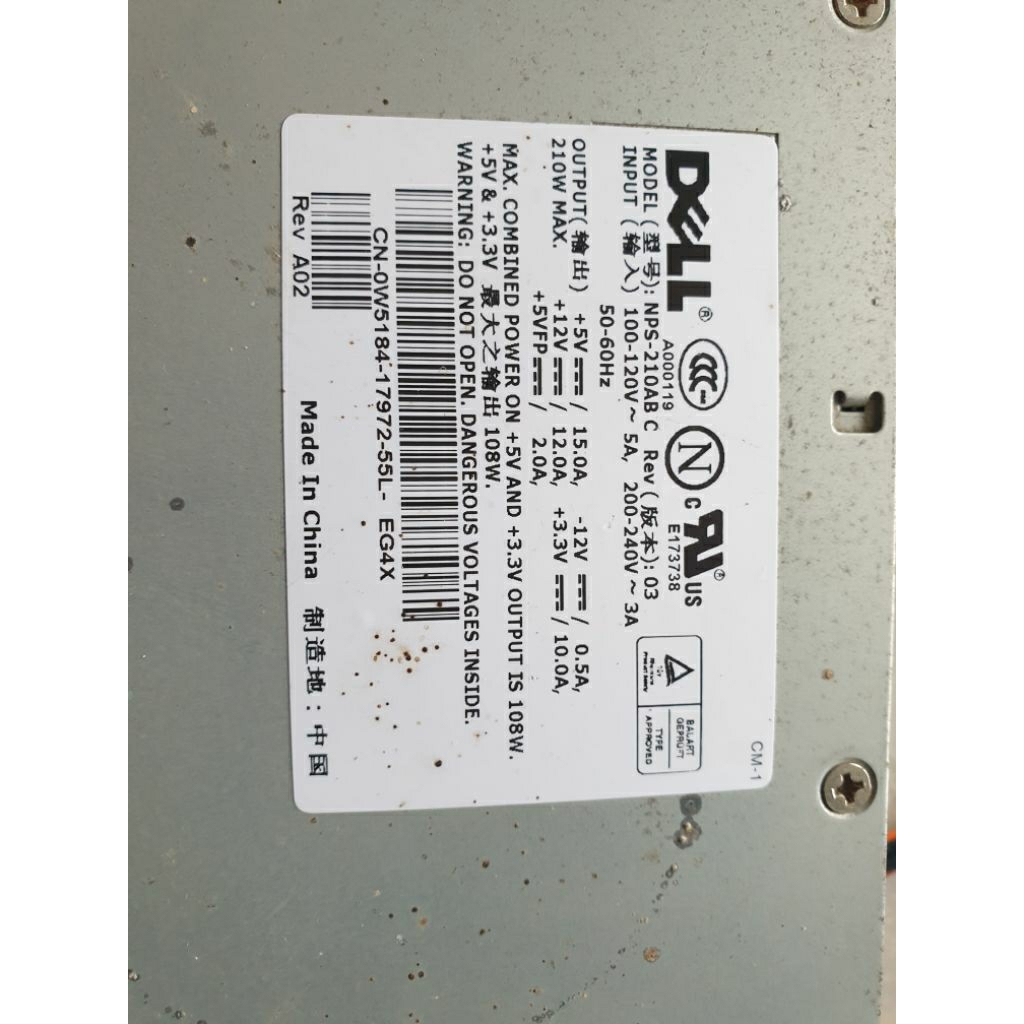 CM-1
DELL®
A000119
N
c UR US ®
E173738
BAUART
GEPRÜFT
TYPE
APPROVED
MODEL (型号): NPS-210AB C Rev (版本): 03
INPUT (输入) 100-120V~ 5A, 200-240V~ 3A
50-60Hz
OUTPUT(输出) +5V⎓/ 15.0A, -12V⎓/ 0.5A,
210W MAX. +12V⎓/ 12.0A, +3.3V⎓/ 10.0A,
+5VFP⎓/ 2.0A,
MAX. COMBINED POWER ON +5V AND +3.3V OUTPUT IS 108W.
+5V & +3.3V 最大之输出 108W.
WARNING: DO NOT OPEN. DANGEROUS VOLTAGES INSIDE.
CN-0W5184-17972-55L- EG4X
Rev A02
Made In China 制造地:中国